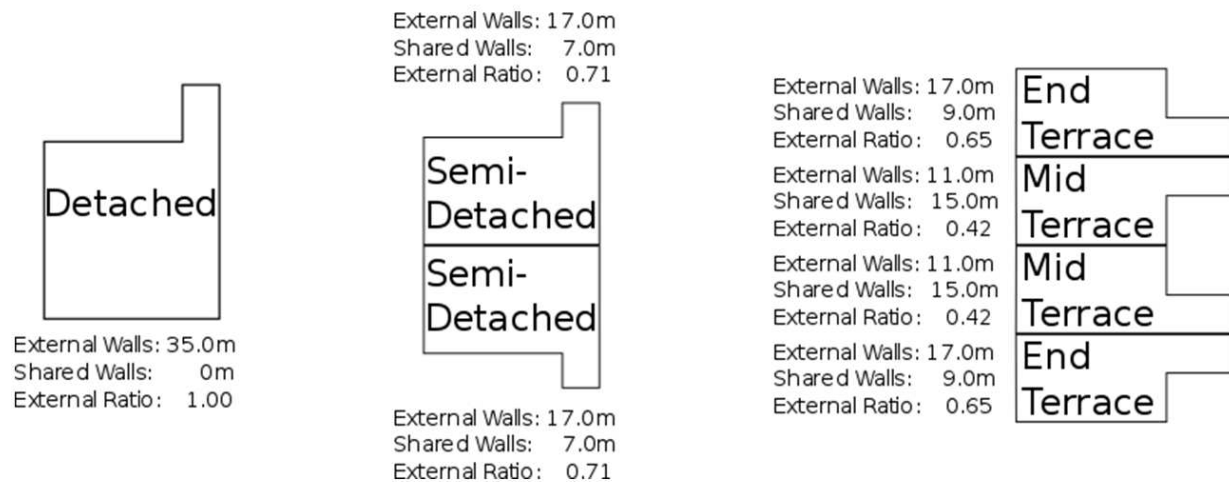 Detached
External Walls: 35.0m
Shared Walls: 0m
External Ratio: 1.00
External Walls: 17.0m
Shared Walls: 7.0m
External Ratio: 0.71
Semi-
Detached
Semi-
Detached
External Walls: 17.0m
Shared Walls: 7.0m
External Ratio: 0.71
External Walls: 17.0m
Shared Walls: 9.0m
External Ratio: 0.65
End
Terrace
External Walls: 11.0m
Shared Walls: 15.0m
External Ratio: 0.42
Mid
Terrace
External Walls: 11.0m
Shared Walls: 15.0m
External Ratio: 0.42
Mid
Terrace
External Walls: 17.0m
Shared Walls: 9.0m
External Ratio: 0.65
End
Terrace